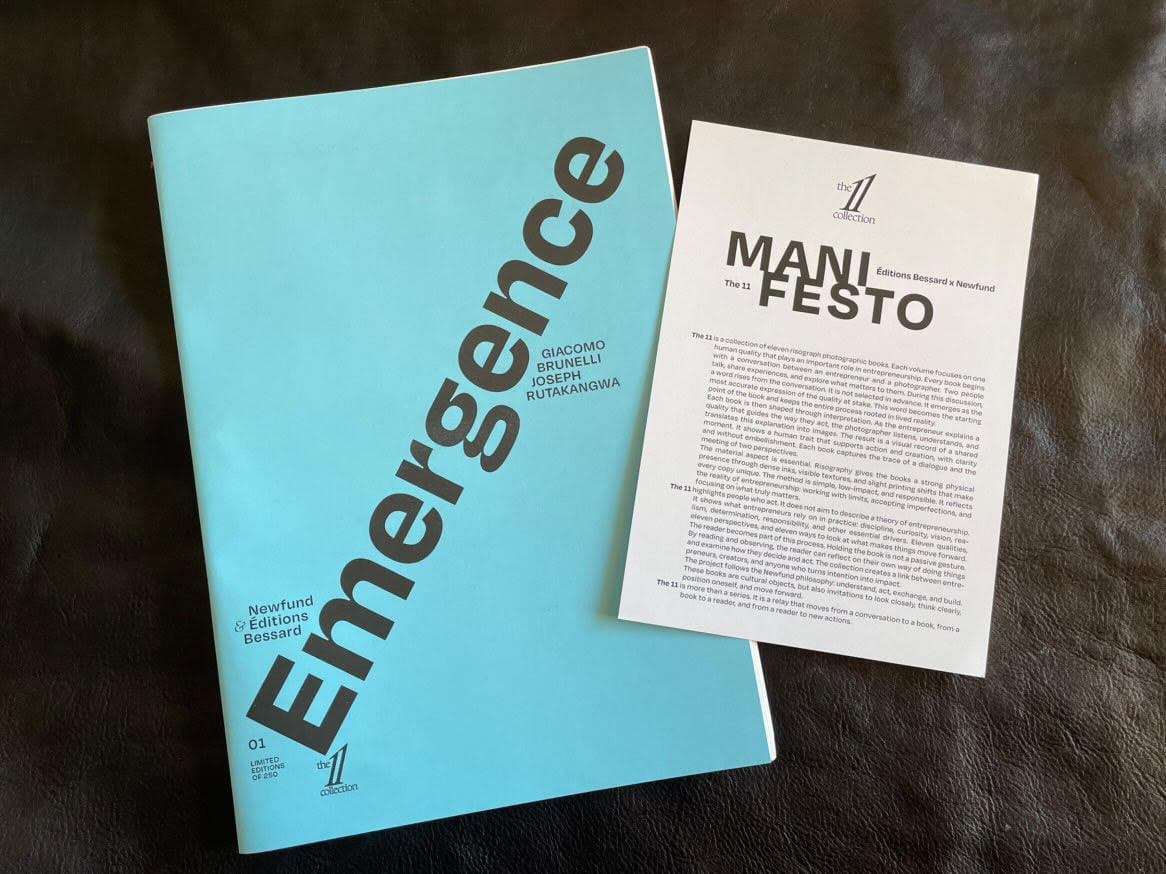 Emergence
GIACOMO
BRUNELLI
JOSEPH
RUTAKANGWA
Newfund
& Éditions
Bessard
01
LIMITED
EDITIONS
OF 250
the 11
collection
the 11
collection
MANI
Éditions Bessard x Newfund
The 11
FESTO
The 11 is a collection of eleven risograph photographic books. Each volume focuses on one
human quality that plays an important role in entrepreneurship. Every book begins
with a conversation between an entrepreneur and a photographer. Two people
talk, share experiences, and explore what matters to them. During this discussion,
a word rises from the conversation. It is not selected in advance. It emerges as the
most accurate expression of the quality at stake. This word becomes the starting
point of the book and keeps the entire process rooted in lived reality.
Each book is then shaped through interpretation. As the entrepreneur explains a
quality that guides the way they act, the photographer listens, understands, and
translates this explanation into images. The result is a visual record of a shared
moment. It shows a human trait that supports action and creation, with clarity
and without embellishment. Each book captures the trace of a dialogue and the
meeting of two perspectives.
The material aspect is essential. Risography gives the books a strong physical
presence through dense inks, visible textures, and slight printing shifts that make
every copy unique. The method is simple, low-impact, and responsible. It reflects
the reality of entrepreneurship: working with limits, accepting imperfections, and
focusing on what truly matters.
The 11 highlights people who act. It does not aim to describe a theory of entrepreneurship.
It shows what entrepreneurs rely on in practice: discipline, curiosity, vision, rea-
lism, determination, responsibility, and other essential drivers. Eleven qualities,
eleven perspectives, and eleven ways to look at what makes things move forward.
The reader becomes part of this process. Holding the book is not a passive gesture.
By reading and observing, the reader can reflect on their own way of doing things
and examine how they decide and act. The collection creates a link between entre-
preneurs, creators, and anyone who turns intention into impact.
The project follows the Newfund philosophy: understand, act, exchange, and build.
These books are cultural objects, but also invitations to look closely, think clearly,
position oneself, and move forward.
The 11 is more than a series. It is a relay that moves from a conversation to a book, from a
book to a reader, and from a reader to new actions.